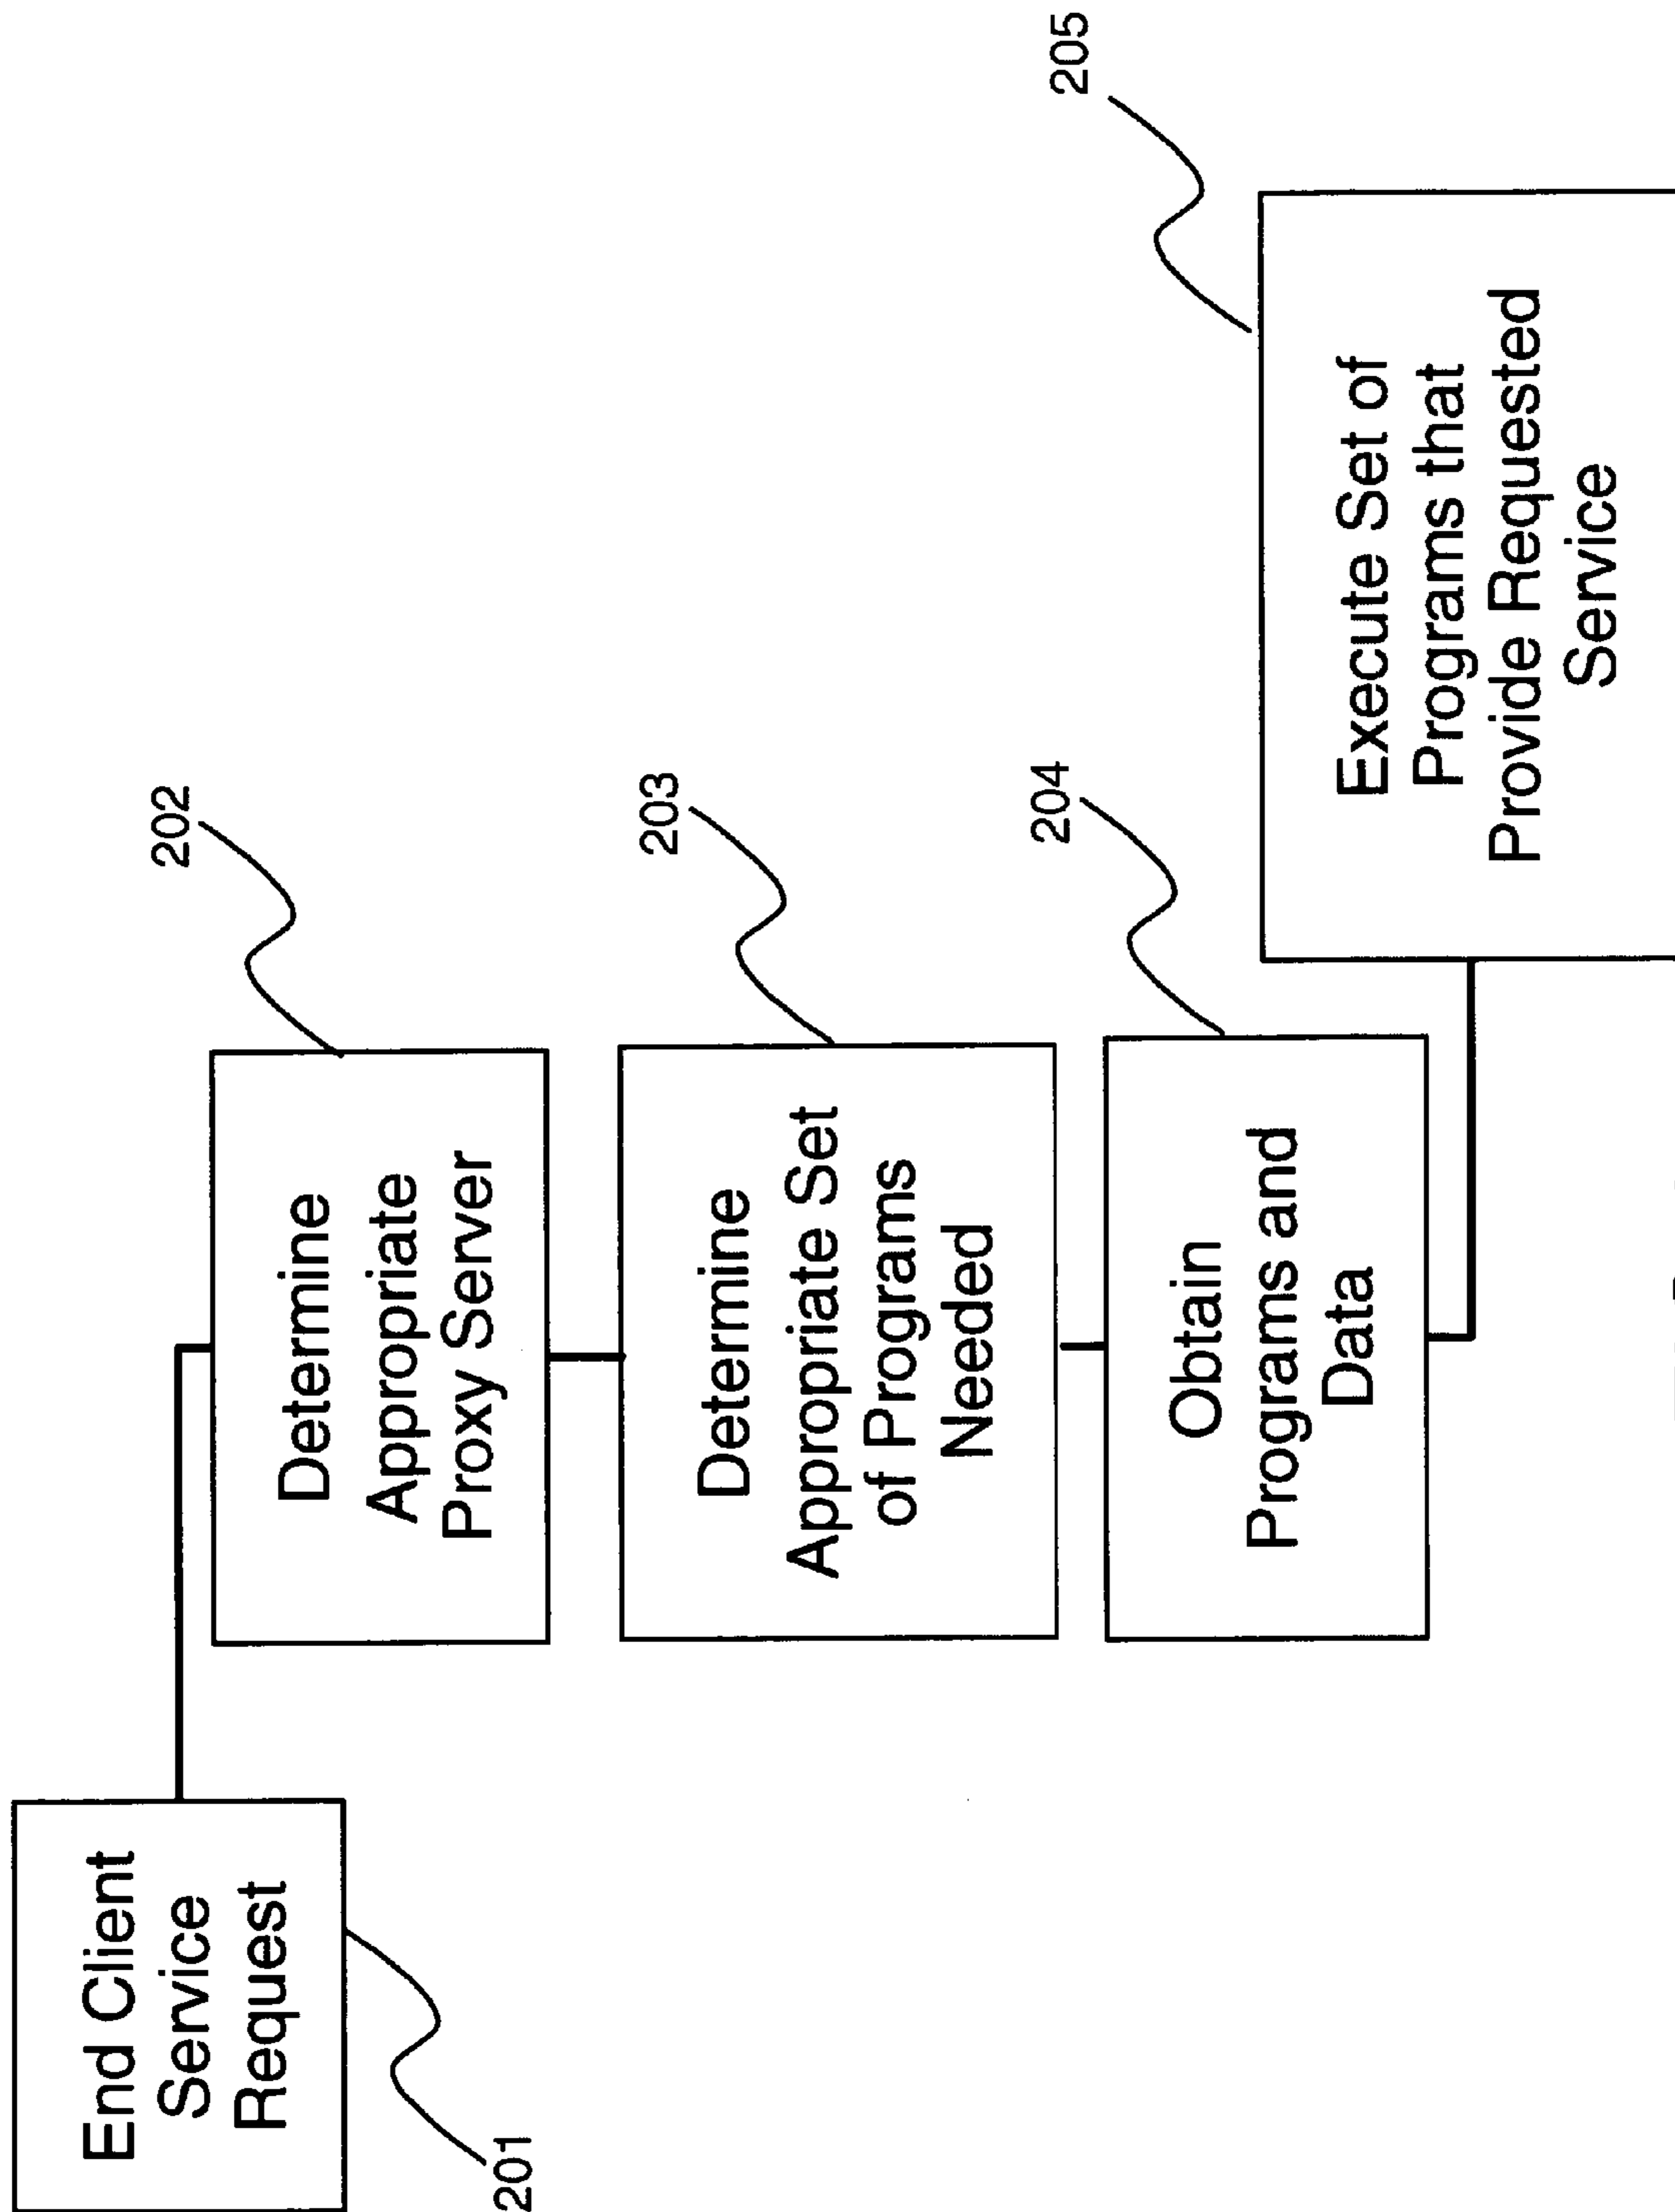 End Client
Service
Request
201
202
Determine
Appropriate
Proxy Server
203
Determine
Appropriate Set
of Programs
Needed
204
Obtain
Programs and
Data
205
Execute Set of
Programs that
Provide Requested
Service